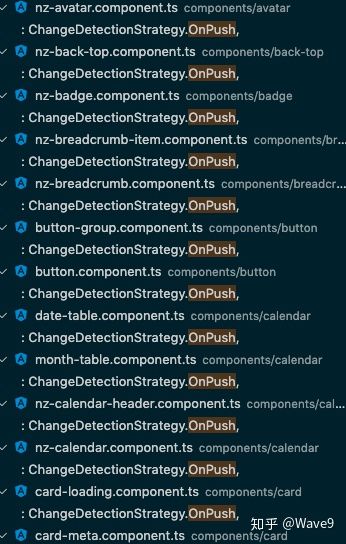 nz-avatar.component.ts components/avatar
: ChangeDetectionStrategy.OnPush,
nz-back-top.component.ts components/back-top
: ChangeDetectionStrategy.OnPush,
nz-badge.component.ts components/badge
: ChangeDetectionStrategy.OnPush,
nz-breadcrumb-item.component.ts components/br...
: ChangeDetectionStrategy.OnPush,
nz-breadcrumb.component.ts components/breadcr...
: ChangeDetectionStrategy.OnPush,
button-group.component.ts components/button
: ChangeDetectionStrategy.OnPush,
button.component.ts components/button
: ChangeDetectionStrategy.OnPush,
date-table.component.ts components/calendar
: ChangeDetectionStrategy.OnPush,
month-table.component.ts components/calendar
: ChangeDetectionStrategy.OnPush,
nz-calendar-header.component.ts components/cal...
: ChangeDetectionStrategy.OnPush,
nz-calendar.component.ts components/calendar
: ChangeDetectionStrategy.OnPush,
card-loading.component.ts components/card
: ChangeDetectionStrategy.OnPush,
card-meta.component.ts components/card
知乎 @Wave9